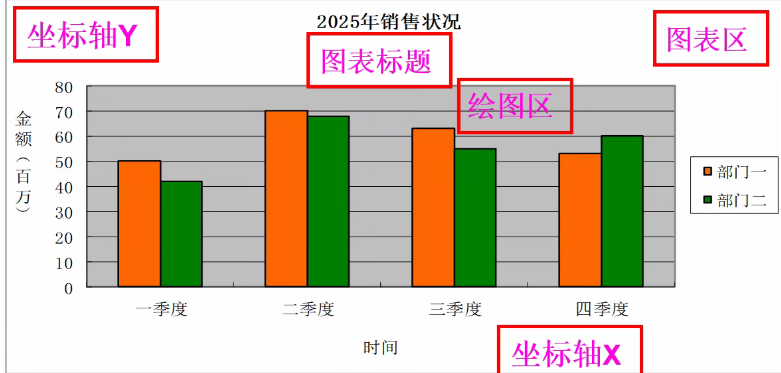 2025年销售状况
坐标轴Y
图表标题
图表区
绘图区
金额（百万）
80
70
60
50
40
30
20
10
0
一季度
二季度
三季度
四季度
部门一
部门二
时间
坐标轴X